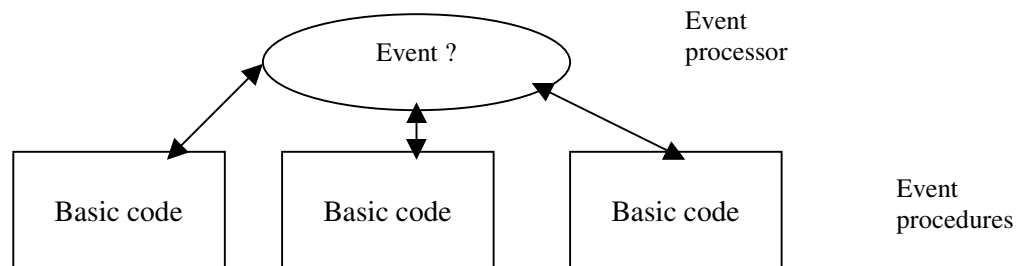 Event
processor
Event ?
Basic code
Basic code
Basic code
Event
procedures